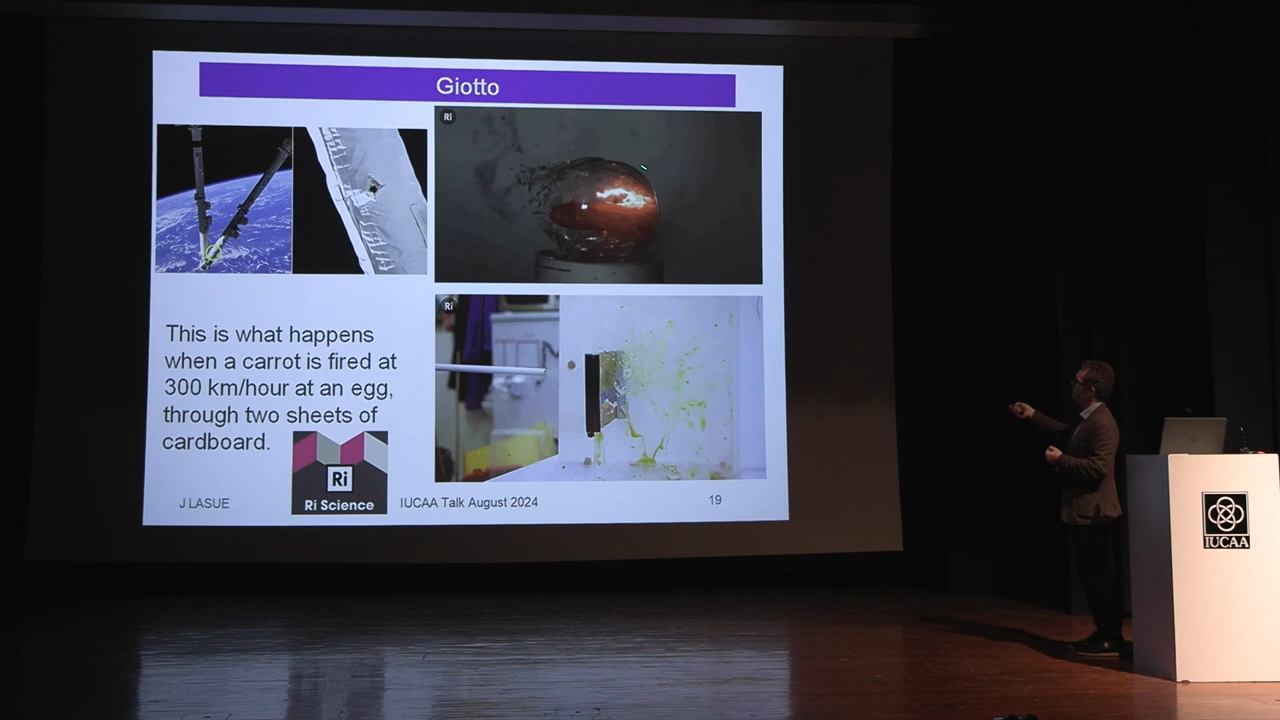 Giotto
Ri
Ri
This is what happens
when a carrot is fired at
300 km/hour at an egg,
through two sheets of
cardboard.
Ri
Ri Science
J LASUE
IUCAA Talk August 2024
19
IUCAA